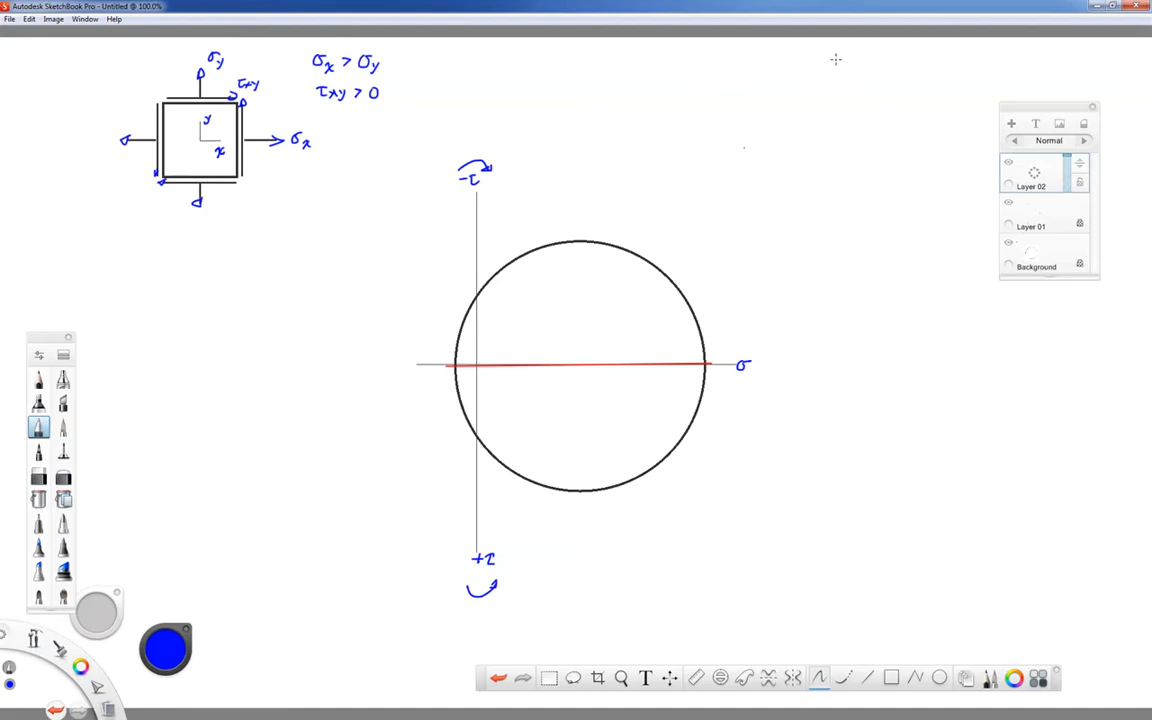 Autodesk SketchBook Pro - Untitled @ 100.0%
File Edit Image Window Help
σy
τxy
σx > σy
τxy > 0
y
x
σx
-τ
σ
+τ
Normal
Layer 02
Layer 01
Background
T